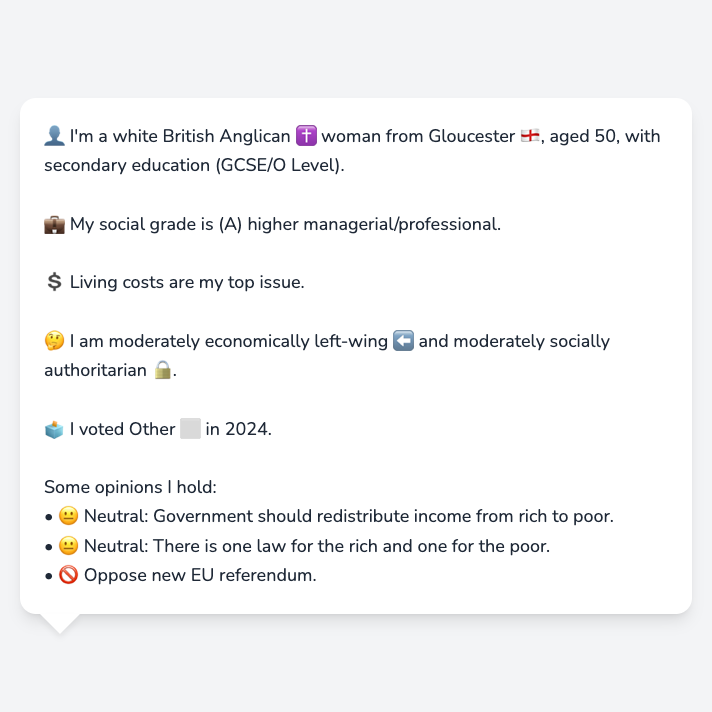 👤 I'm a white British Anglican ✝️ woman from Gloucester 🏴󠁧󠁢󠁥󠁮󠁧󠁿, aged 50, with
secondary education (GCSE/O Level).
💼 My social grade is (A) higher managerial/professional.
💲 Living costs are my top issue.
🤔 I am moderately economically left-wing ⬅️ and moderately socially
authoritarian 🔒.
🗳️ I voted Other ⬜ in 2024.
Some opinions I hold:
• 😐 Neutral: Government should redistribute income from rich to poor.
• 😐 Neutral: There is one law for the rich and one for the poor.
• 🚫 Oppose new EU referendum.